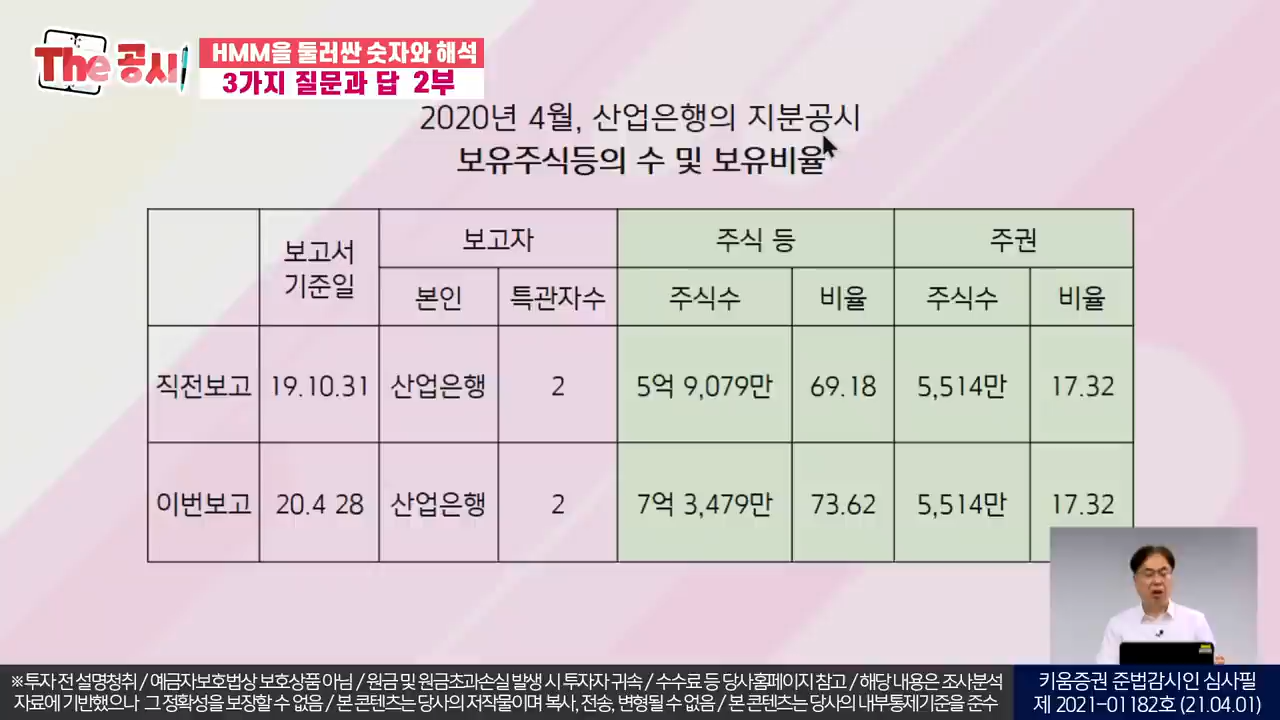 The 공시
HMM을 둘러싼 숫자와 해석
3가지 질문과 답 2부
2020년 4월, 산업은행의 지분공시
보유주식등의 수 및 보유비율
보고서 기준일 보고자 주식 등 주권
본인 특관자수 주식수 비율 주식수 비율
직전보고 19.10.31 산업은행 2 5억 9,079만 69.18 5,514만 17.32
이번보고 20.4 28 산업은행 2 7억 3,479만 73.62 5,514만 17.32
※투자 전 설명청취 / 예금자보호법상 보호상품 아님 / 원금 및 원금초과손실 발생 시 투자자 귀속 / 수수료 등 당사홈페이지 참고 / 해당 내용은 조사분석
자료에 기반했으나 그 정확성을 보장할 수 없음 / 본 콘텐츠는 당사의 저작물이며 복사, 전송, 변형될 수 없음 / 본 콘텐츠는 당사의 내부통제기준을 준수
키움증권 준법감시인 심사필
제 2021-01182호 (21.04.01)